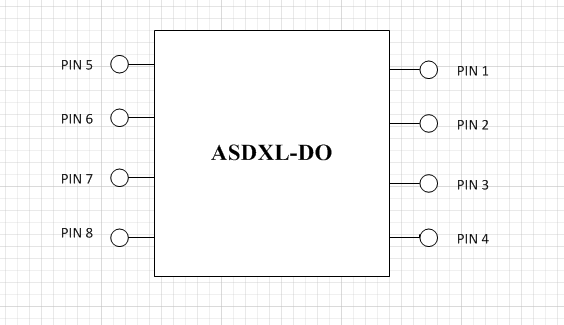 PIN 5
PIN 1
PIN 6
PIN 2
ASDXL-DO
PIN 7
PIN 3
PIN 8
PIN 4